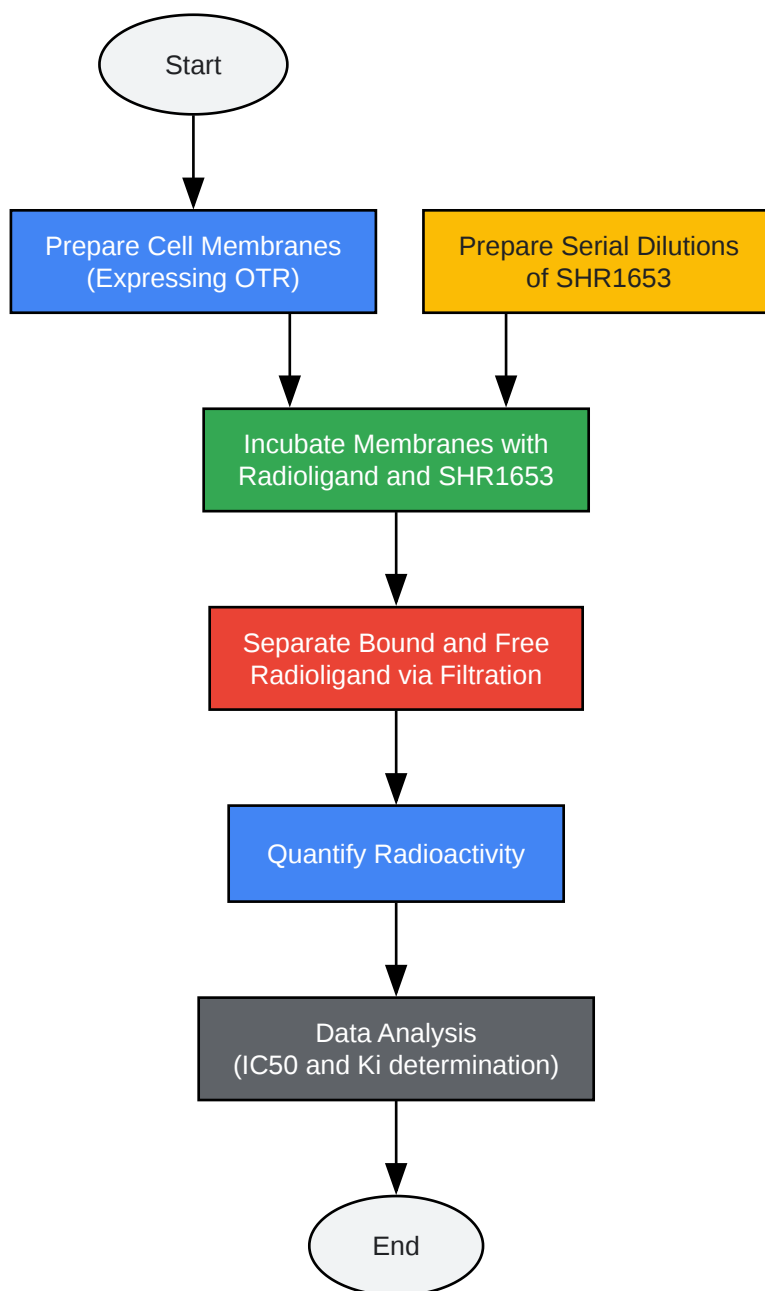 Start
Prepare Cell Membranes
(Expressing OTR)
Prepare Serial Dilutions
of SHR1653
Incubate Membranes with
Radioligand and SHR1653
Separate Bound and Free
Radioligand via Filtration
Quantify Radioactivity
Data Analysis
(IC50 and Ki determination)
End